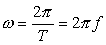 ω = 2π/T = 2πf